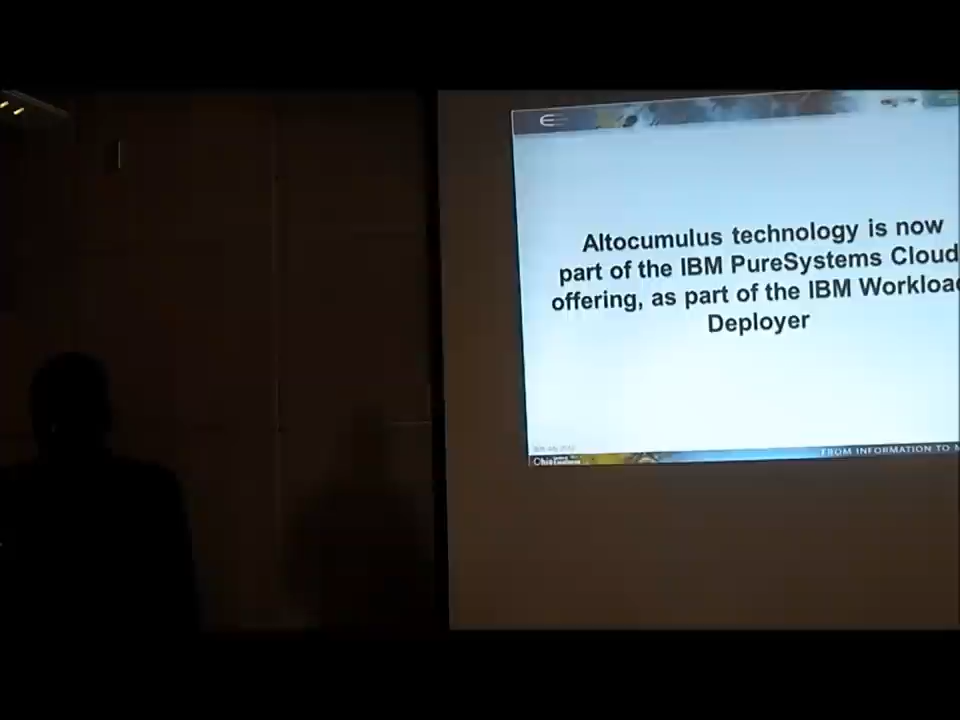 Altocumulus technology is now
part of the IBM PureSystems Cloud
offering, as part of the IBM Workloa
Deployer
FROM INFORMATION TO M